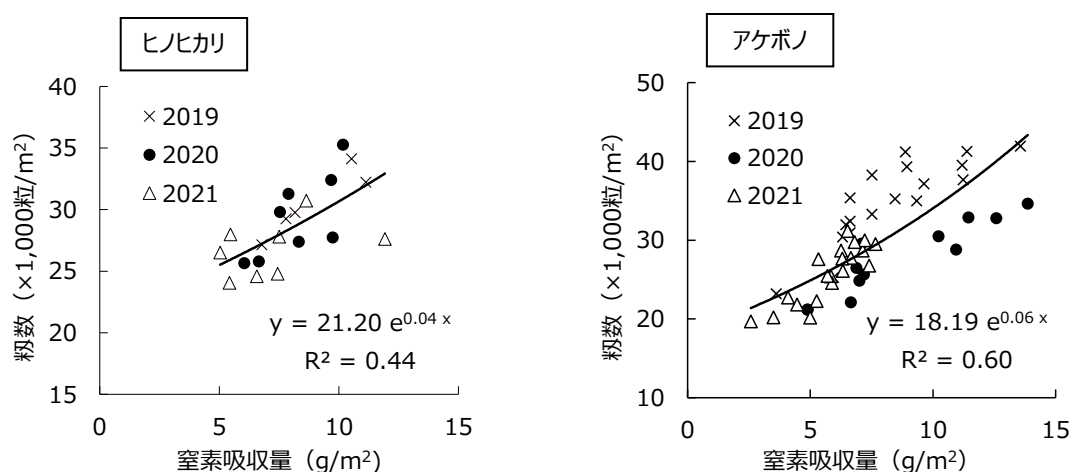 ヒノヒカリ
籾数（×1,000粒/m²）
40
35
30
25
20
15
× 2019
● 2020
△ 2021
y = 21.20 e^0.04 x
R² = 0.44
0 5 10 15
窒素吸収量（g/m²）
アケボノ
籾数（×1,000粒/m²）
50
40
30
20
10
× 2019
● 2020
△ 2021
y = 18.19 e^0.06 x
R² = 0.60
0 5 10 15
窒素吸収量（g/m²）